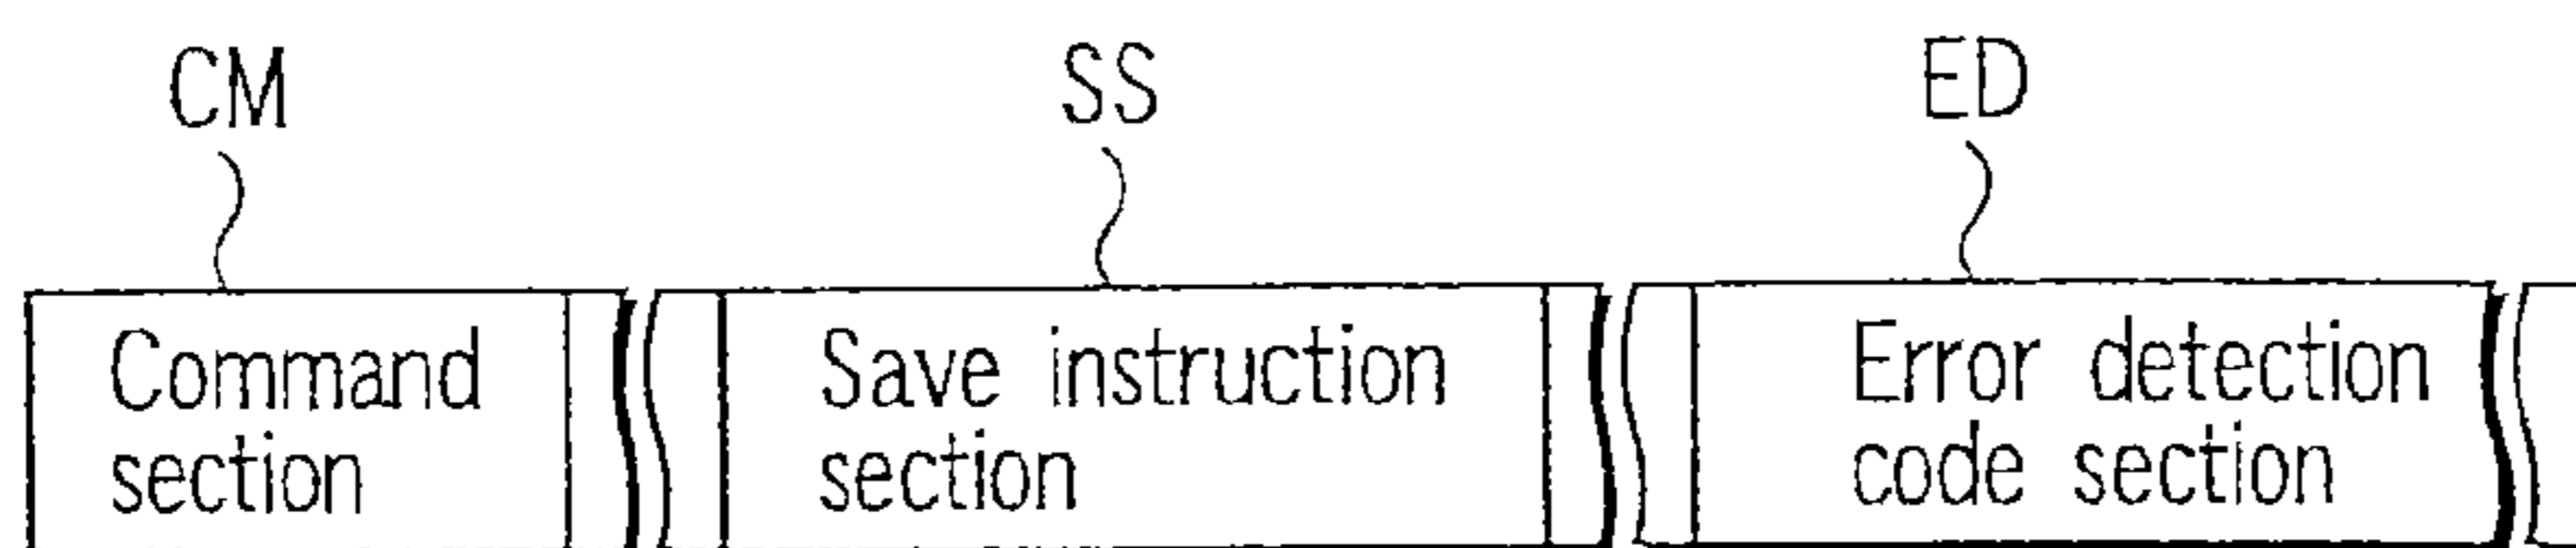 CM
SS
ED
Command
section
Save instruction
section
Error detection
code section